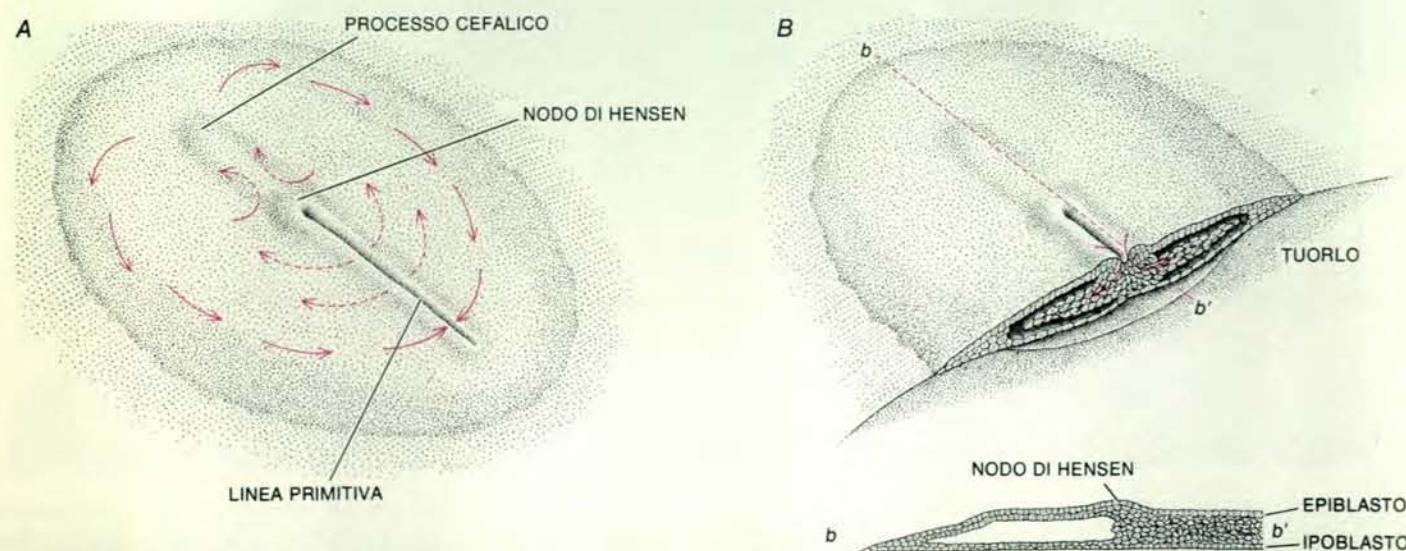 A
PROCESSO CEFALICO
NODO DI HENSEN
LINEA PRIMITIVA
B
b
TUORLO
b'
NODO DI HENSEN
EPIBLASTO
b
b'
IPOBLASTO